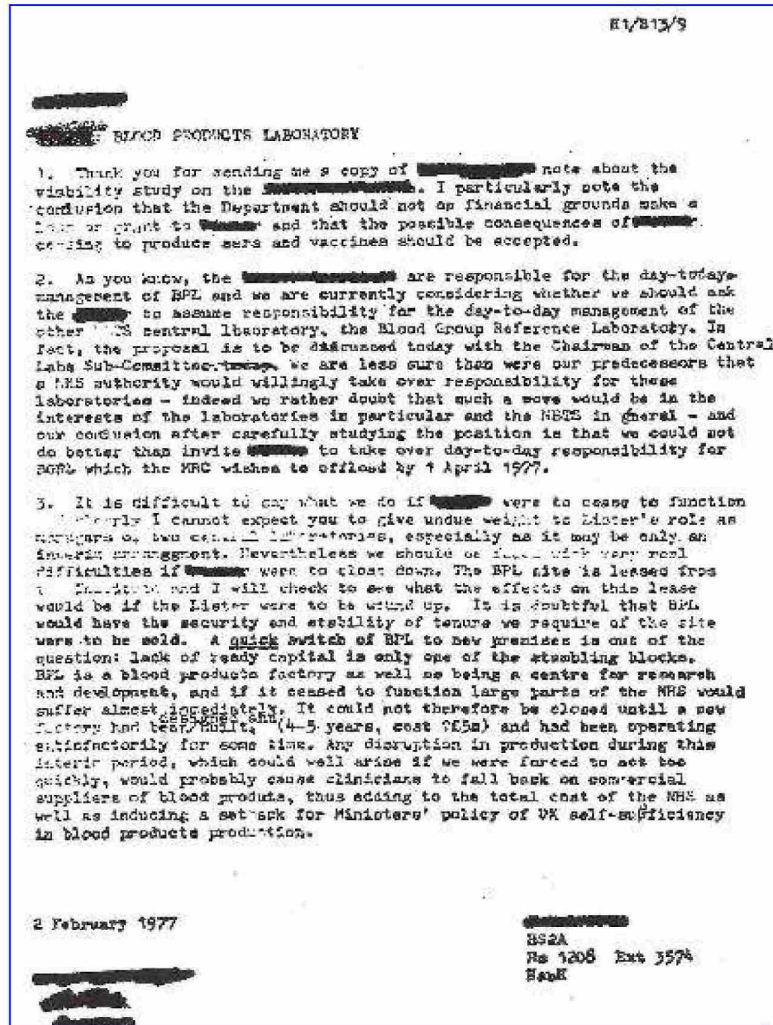 H1/B13/9
BLOOD PRODUCTS LABORATORY
1. Thank you for sending me a copy of note about the
viability study on the . I particularly note the
conclusion that the Department should not on financial grounds make a
loan or grant to and that the possible consequences of
ceasing to produce sera and vaccines should be accepted.
2. As you know, the are responsible for the day-to-day
management of BPL and we are currently considering whether we should ask
the to assume responsibility for the day-to-day management of the
other central laboratory, the Blood Group Reference Laboratory. In
fact, the proposal is to be discussed today with the Chairman of the Central
Labs Sub-Committee today. We are less sure than were our predecessors that
a NHS authority would willingly take over responsibility for these
laboratories - indeed we rather doubt that such a move would be in the
interests of the laboratories in particular and the NBTS in gneral - and
our conclusion after carefully studying the position is that we could not
do better than invite to take over day-to-day responsibility for
BGRL which the MRC wishes to offload by 1 April 1977.
3. It is difficult to say what we do if were to cease to function
I cannot expect you to give undue weight to Lister's role as
managers of two central laboratories, especially as it may be only an
interim arrangement. Nevertheless we should be faced with very real
difficulties if were to close down. The BPL site is leased from
and I will check to see what the effects on this lease
would be if the Lister were to be wound up. It is doubtful that BPL
would have the security and stability of tenure we require of the site
were to be sold. A quick switch of BPL to new premises is out of the
question: lack of ready capital is only one of the stumbling blocks.
BPL is a blood products factory as well as being a centre for research
and development, and if it ceased to function large parts of the NHS would
suffer almost immediately. It could not therefore be closed until a new
factory had been designed and built, (4-5 years, cost ?£5m) and had been operating
satisfactorily for some time. Any disruption in production during this
interim period, which could well arise if we were forced to act too
quickly, would probably cause clinicians to fall back on commercial
suppliers of blood produts, thus adding to the total cost of the NHS as
well as inducing a setback for Ministers' policy of UK self-sufficiency
in blood products production.
2 February 1977
BS2A
Rm 1208 Ext 3574
HanH